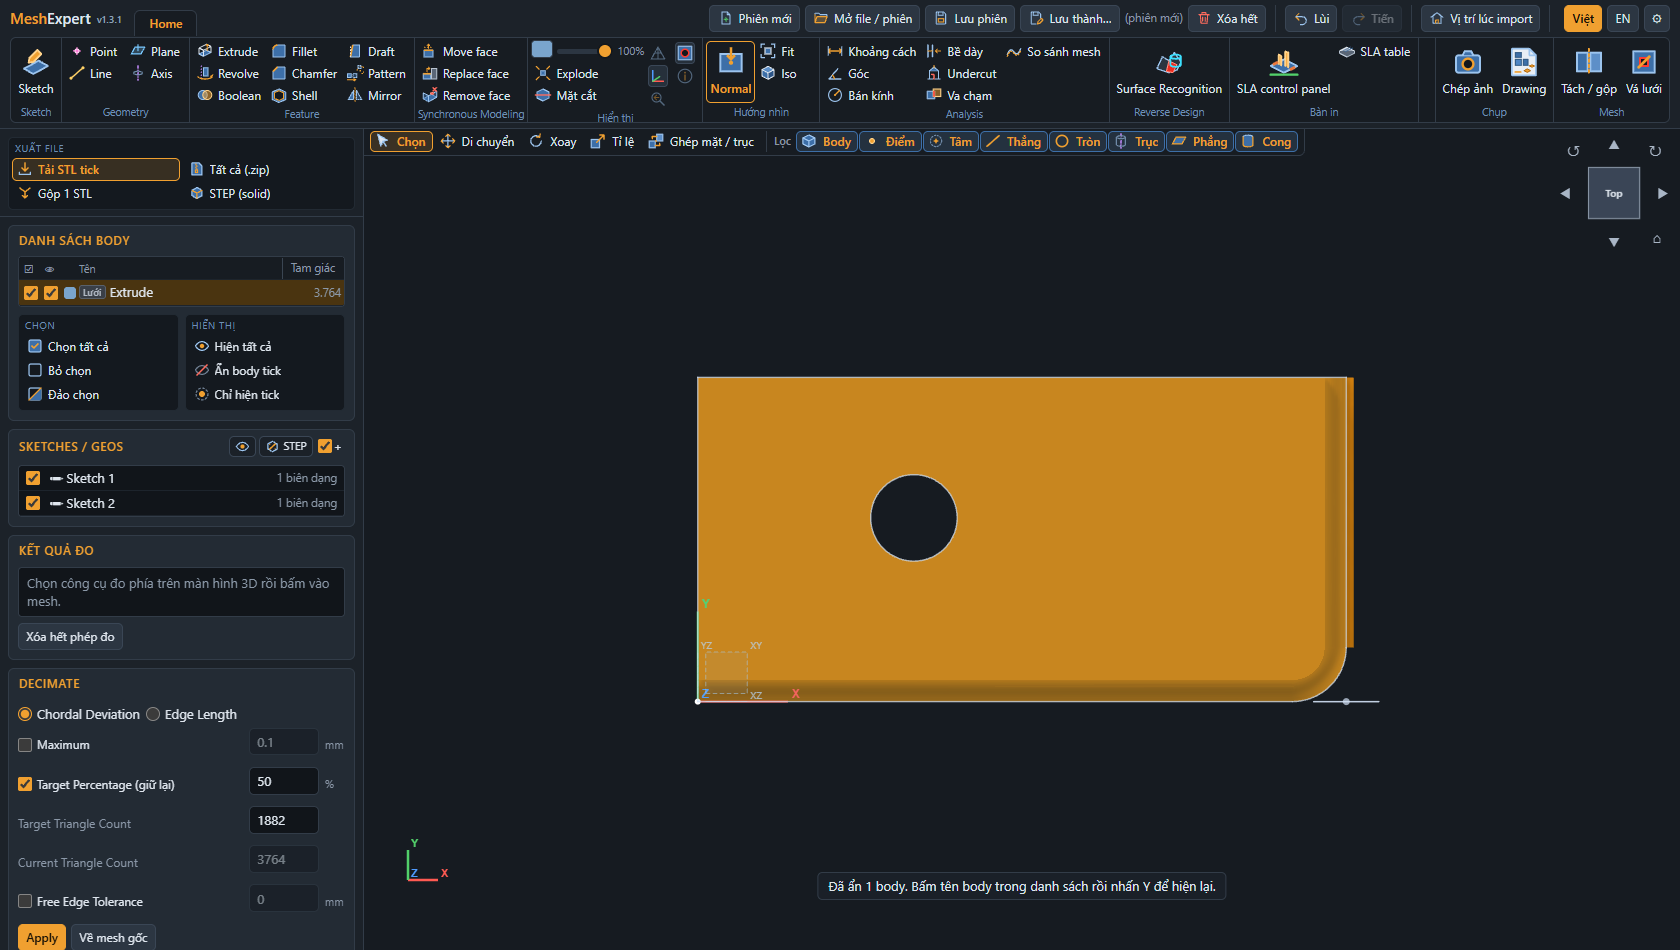 MeshExpert v1.3.1
Home
Phiên mới
Mở file / phiên
Lưu phiên
Lưu thành...
(phiên mới)
Xóa hết
Lùi
Tiến
Vị trí lúc import
Việt
EN
Sketch
Sketch
Point
Plane
Line
Axis
Geometry
Extrude
Fillet
Draft
Revolve
Chamfer
Pattern
Boolean
Shell
Mirror
Feature
Move face
Replace face
Remove face
Synchronous Modeling
100%
Explode
Mặt cắt
Hiển thị
Normal
Fit
Iso
Hướng nhìn
Khoảng cách
Bề dày
So sánh mesh
Góc
Undercut
Bán kính
Va chạm
Analysis
Surface Recognition
Reverse Design
SLA control panel
SLA table
Bàn in
Chép ảnh
Drawing
Chụp
Tách / gộp
Vá lưới
Mesh
Chọn
Di chuyển
Xoay
Tỉ lệ
Ghép mặt / trục
Lọc
Body
Điểm
Tâm
Thẳng
Tròn
Trục
Phẳng
Cong
XUẤT FILE
Tải STL tick
Tất cả (.zip)
Gộp 1 STL
STEP (solid)
DANH SÁCH BODY
Tên
Tam giác
Lưới
Extrude
3.764
CHỌN
HIỂN THỊ
Chọn tất cả
Hiện tất cả
Bỏ chọn
Ẩn body tick
Đảo chọn
Chỉ hiện tick
SKETCHES / GEOS
STEP
+
Sketch 1
1 biên dạng
Sketch 2
1 biên dạng
KẾT QUẢ ĐO
Chọn công cụ đo phía trên màn hình 3D rồi bấm vào
mesh.
Xóa hết phép đo
DECIMATE
Chordal Deviation
Edge Length
Maximum
0.1
mm
Target Percentage (giữ lại)
50
%
Target Triangle Count
1882
Current Triangle Count
3764
Free Edge Tolerance
0
mm
Apply
Về mesh gốc
Top
Y
YZ
XY
Z
XZ
X
Y
Z
X
Đã ẩn 1 body. Bấm tên body trong danh sách rồi nhấn Y để hiện lại.